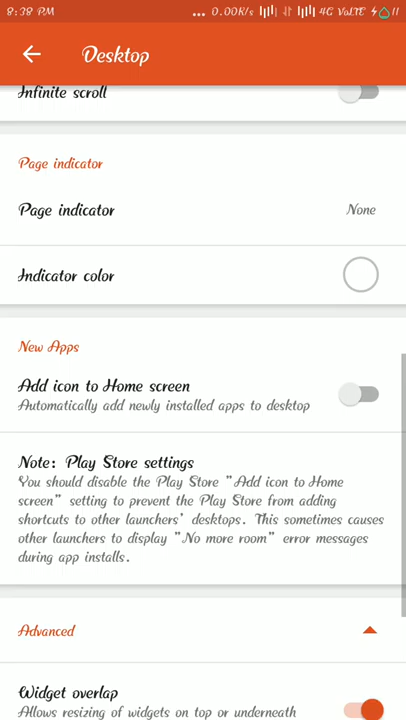 8:38 PM ... 0.00K/s 4G VoLTE 11
Desktop
Infinite scroll
Page indicator
Page indicator None
Indicator color
New Apps
Add icon to Home screen
Automatically add newly installed apps to desktop
Note: Play Store settings
You should disable the Play Store "Add icon to Home
screen" setting to prevent the Play Store from adding
shortcuts to other launchers' desktops. This sometimes causes
other launchers to display "No more room" error messages
during app installs.
Advanced
Widget overlap
Allows resizing of widgets on top or underneath